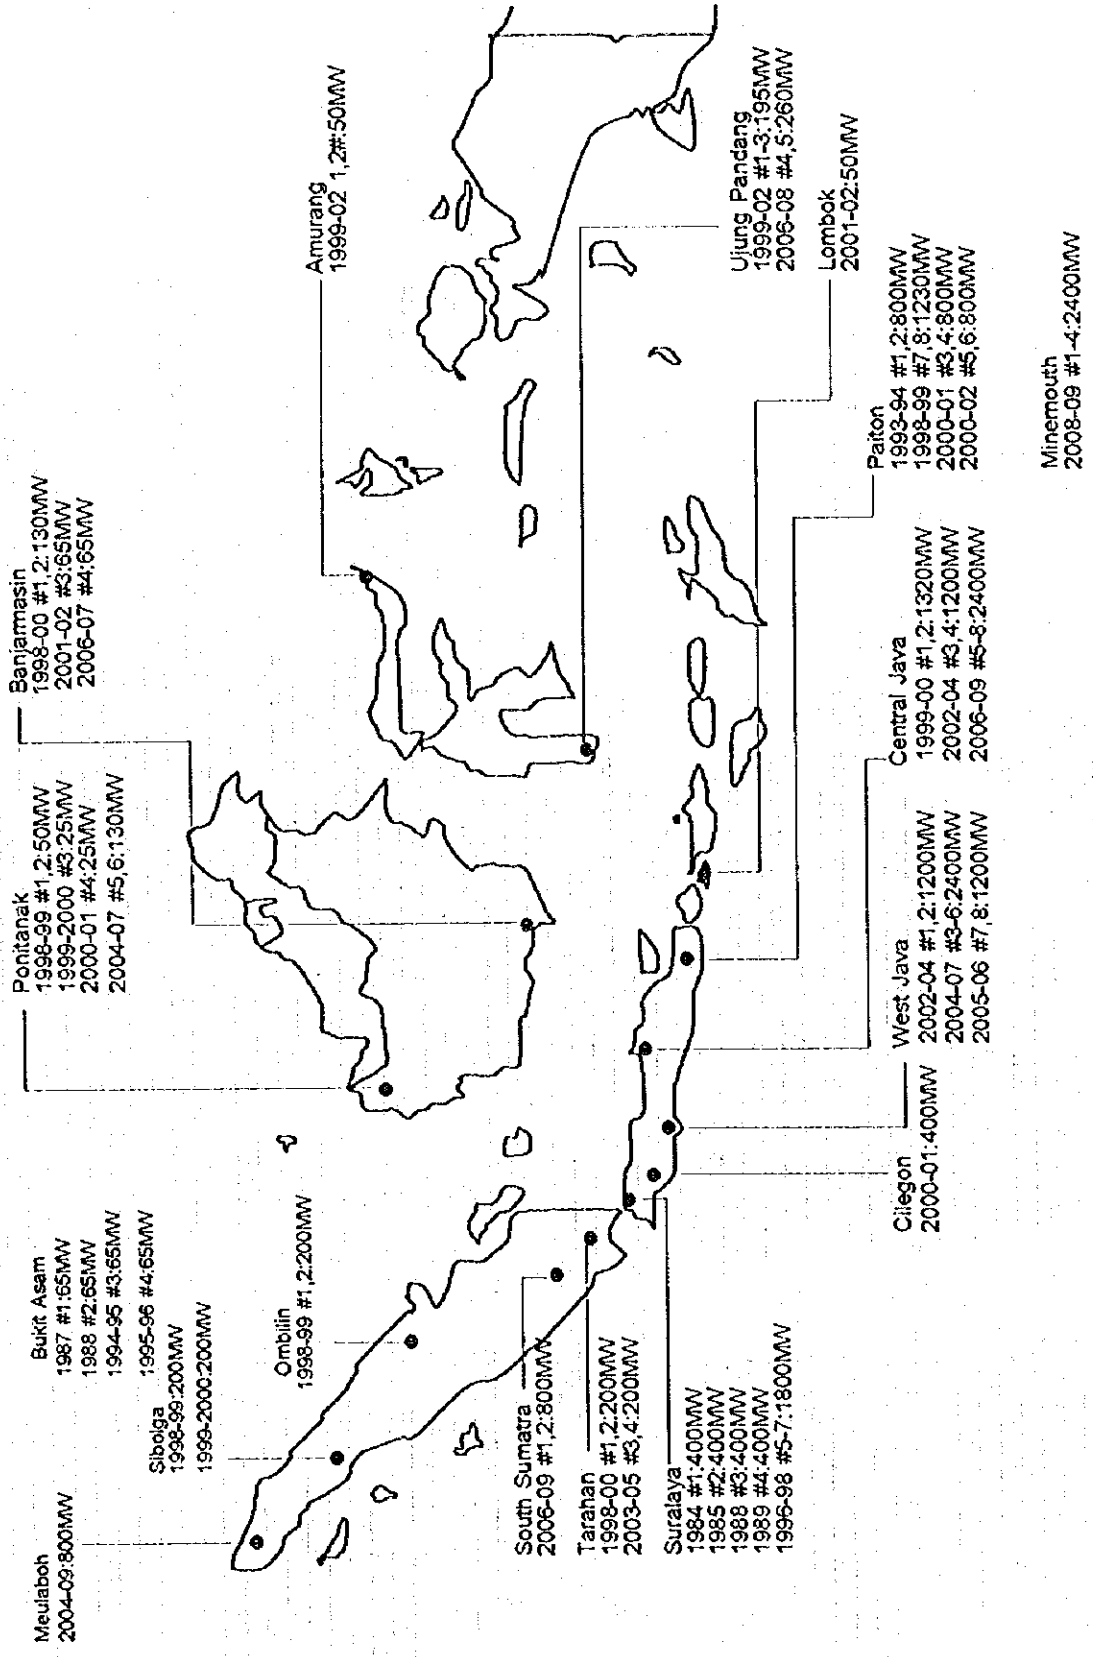 Meulaboh
2004-09:800MW
Bukit Asam
1987 #1:65MW
1988 #2:65MW
1994-95 #3:65MW
1995-96 #4:65MW
Sibolga
1998-99:200MW
1999-2000:200MW
Ombilin
1998-99 #1,2:200MW
South Sumatra
2006-09 #1,2:800MW
Tarahan
1998-00 #1,2:200MW
2003-05 #3,4:200MW
Suralaya
1984 #1:400MW
1985 #2:400MW
1988 #3:400MW
1989 #4:400MW
1996-98 #5-7:1800MW
Ponitanak
1998-99 #1,2:50MW
1999-2000 #3:25MW
2000-01 #4:25MW
2004-07 #5,6:130MW
Banjarmasin
1998-00 #1,2:130MW
2001-02 #3:65MW
2006-07 #4:65MW
Amurang
1999-02 1,2#:50MW
Ujung Pandang
1999-02 #1-3:195MW
2006-08 #4,5:260MW
Lombok
2001-02:50MW
Paiton
1993-94 #1,2:800MW
1998-99 #7,8:1230MW
2000-01 #3,4:800MW
2000-02 #5,6:800MW
Central Java
1999-00 #1,2:1320MW
2002-04 #3,4:1200MW
2006-09 #5-8:2400MW
West Java
2002-04 #1,2:1200MW
2004-07 #3-6:2400MW
2005-06 #7,8:1200MW
Cilegon
2000-01:400MW
Minemouth
2008-09 #1-4:2400MW